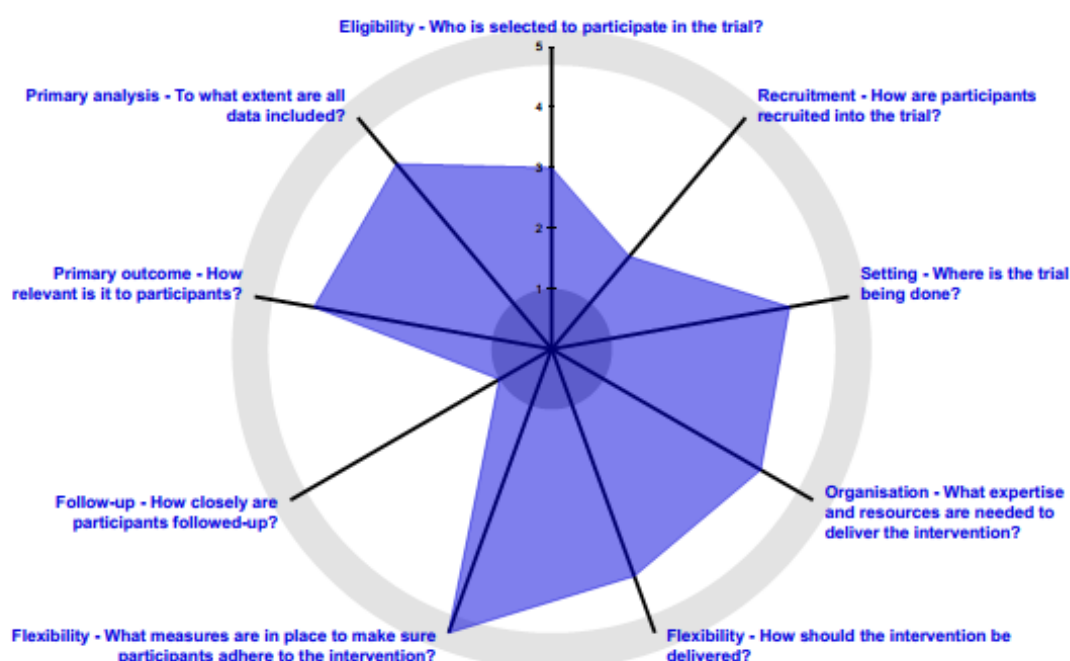 Eligibility - Who is selected to participate in the trial?
5
Primary analysis - To what extent are all
data included?
Recruitment - How are participants
recruited into the trial?
4
3
2
Primary outcome - How
relevant is it to participants?
Setting - Where is the trial
being done?
1
Follow-up - How closely are
participants followed-up?
Organisation - What expertise
and resources are needed to
deliver the intervention?
Flexibility - What measures are in place to make sure
participants adhere to the intervention?
Flexibility - How should the intervention be
delivered?